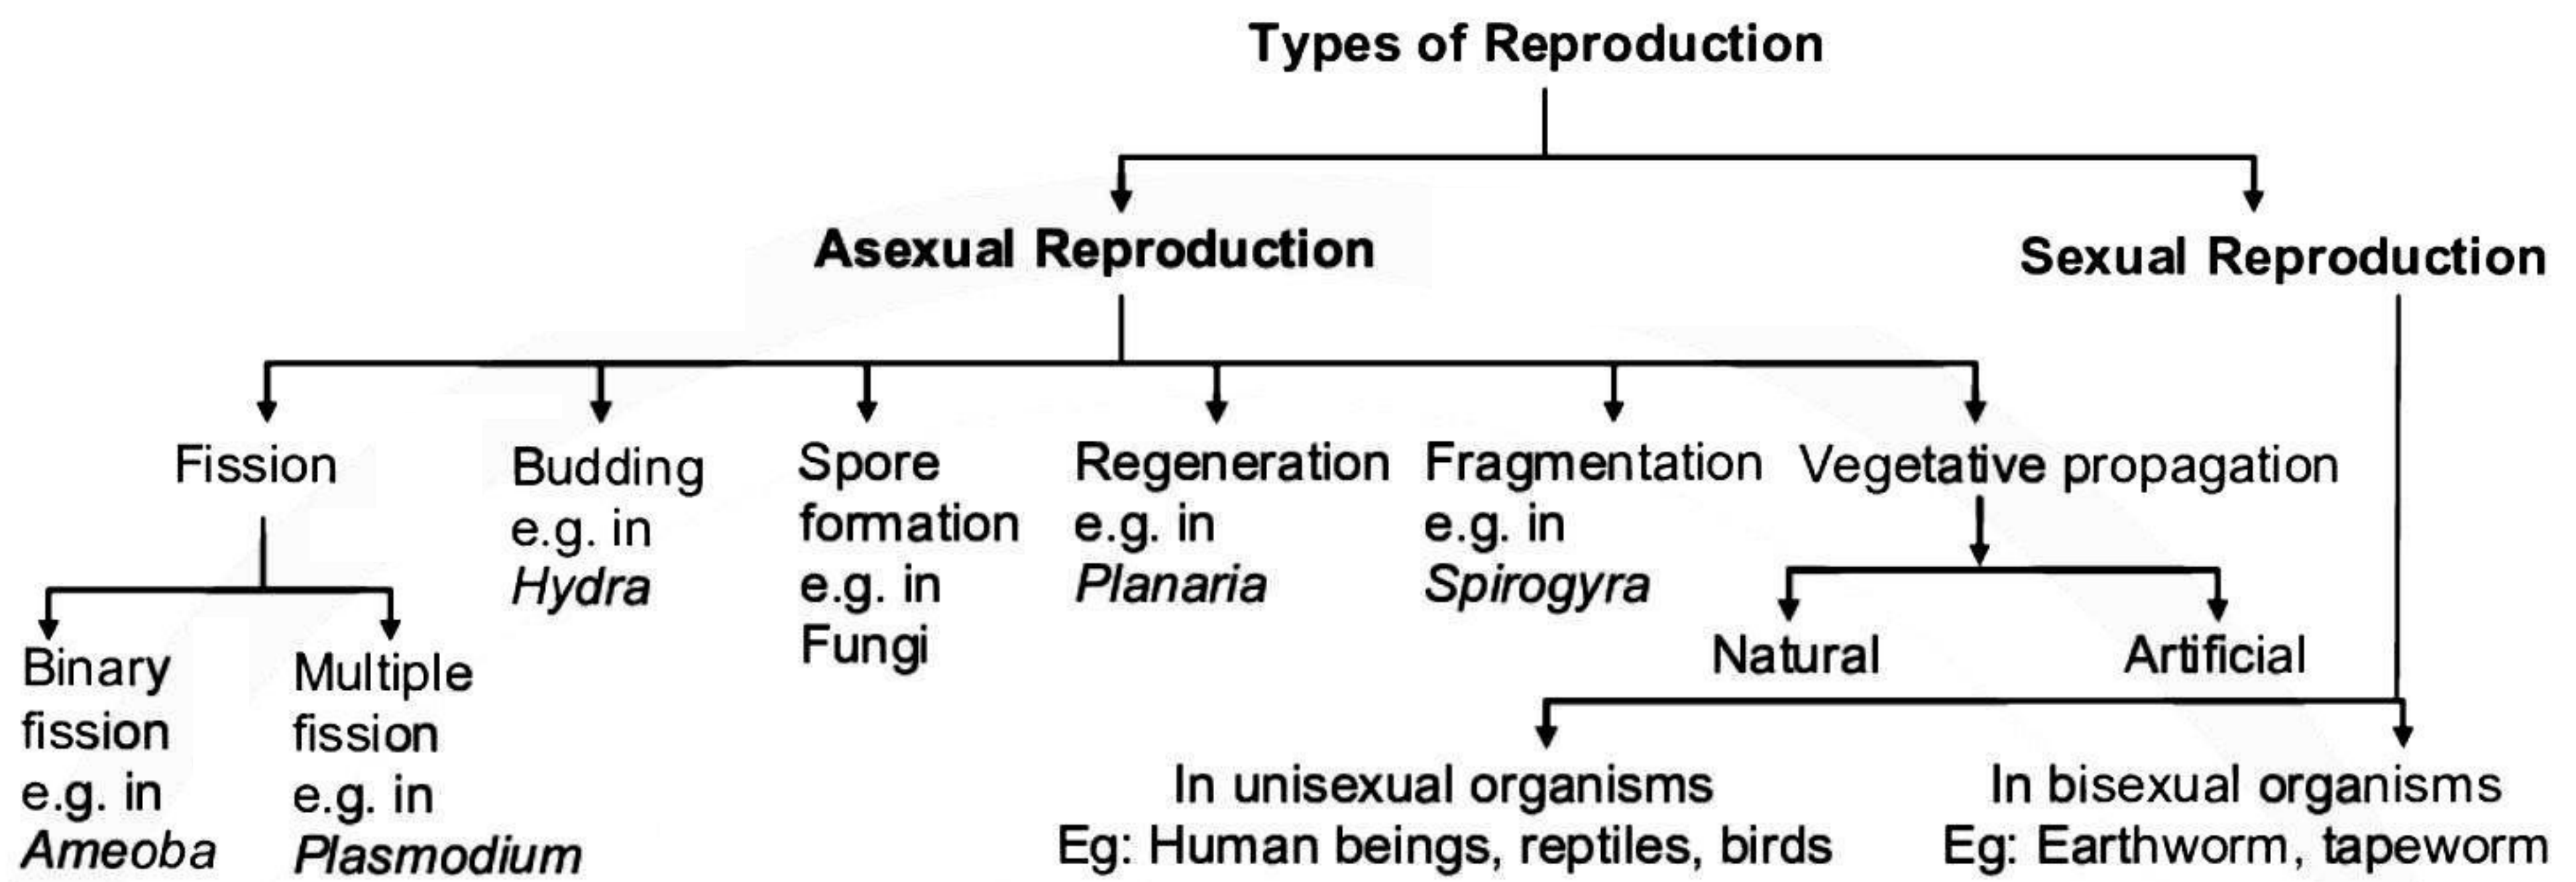 Types of Reproduction
Asexual Reproduction
Sexual Reproduction
Fission
Budding
e.g. in
Hydra
Spore
formation
e.g. in
Fungi
Regeneration
e.g. in
Planaria
Fragmentation
e.g. in
Spirogyra
Vegetative propagation
Binary
fission
e.g. in
Ameoba
Multiple
fission
e.g. in
Plasmodium
Natural
Artificial
In unisexual organisms
Eg: Human beings, reptiles, birds
In bisexual organisms
Eg: Earthworm, tapeworm